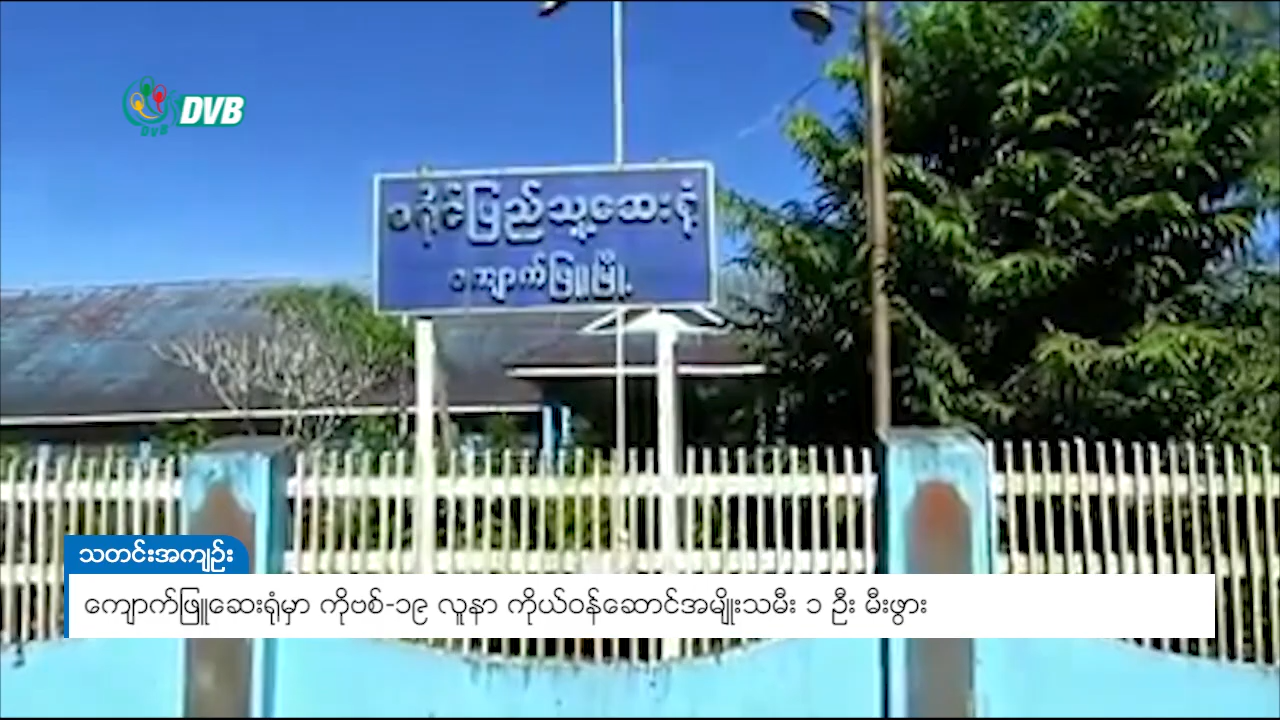 DVB
DVB
ခရိုင်ပြည်သူ့ဆေးရုံ
ကျောက်ဖြူမြို့
သတင်းအကျဉ်း
ကျောက်ဖြူဆေးရုံမှာ ကိုဗစ်-၁၉ လူနာ ကိုယ်ဝန်ဆောင်အမျိုးသမီး ၁ ဦး မီးဖွား